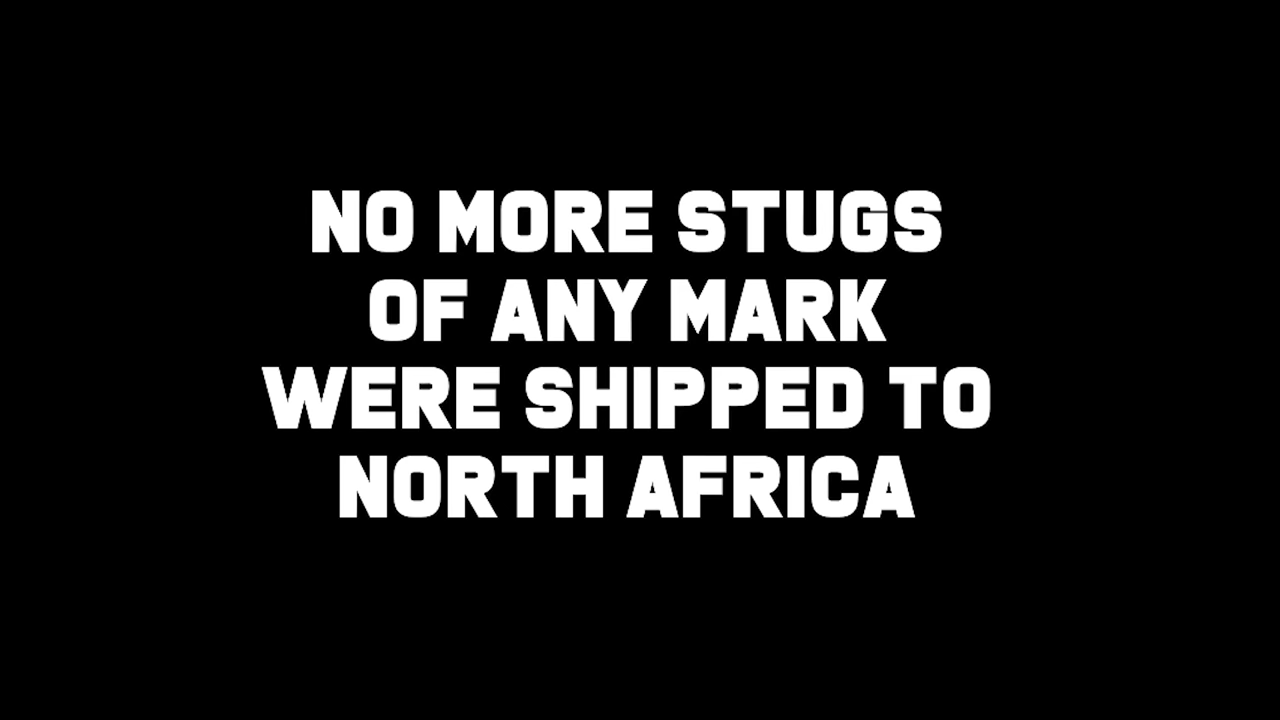 NO MORE STUGS
OF ANY MARK
WERE SHIPPED TO
NORTH AFRICA